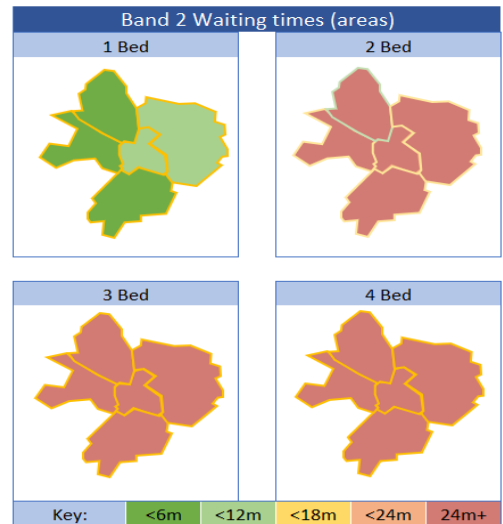 Band 2 Waiting times (areas)
1 Bed
2 Bed
3 Bed
4 Bed
Key: <6m <12m <18m <24m 24m+